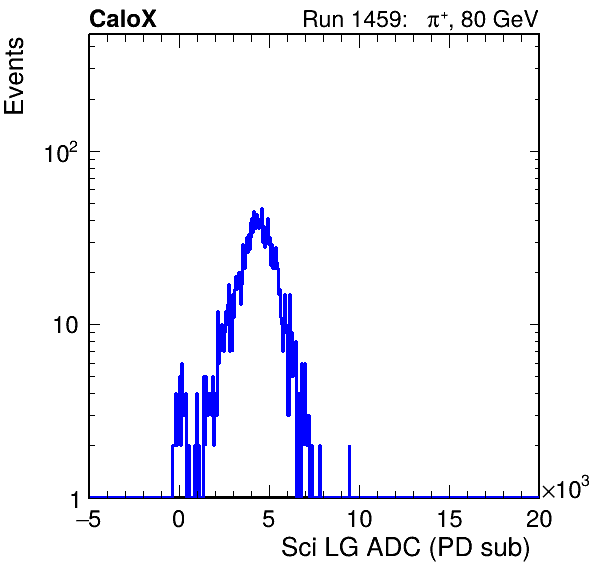 CaloX Run 1459: π⁺, 80 GeV
Events
10²
10
1
−5 0 5 10 15 20 ×10³
Sci LG ADC (PD sub)